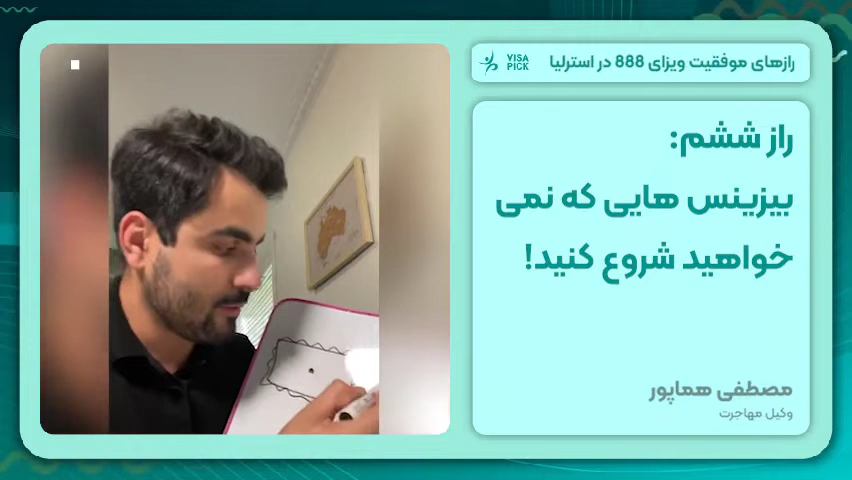 رازهای موفقیت ویزای 888 در استرلیا
VISA
PICK
راز ششم:
بیزینس هایی که نمی
خواهید شروع کنید!
مصطفی هماپور
وکیل مهاجرت